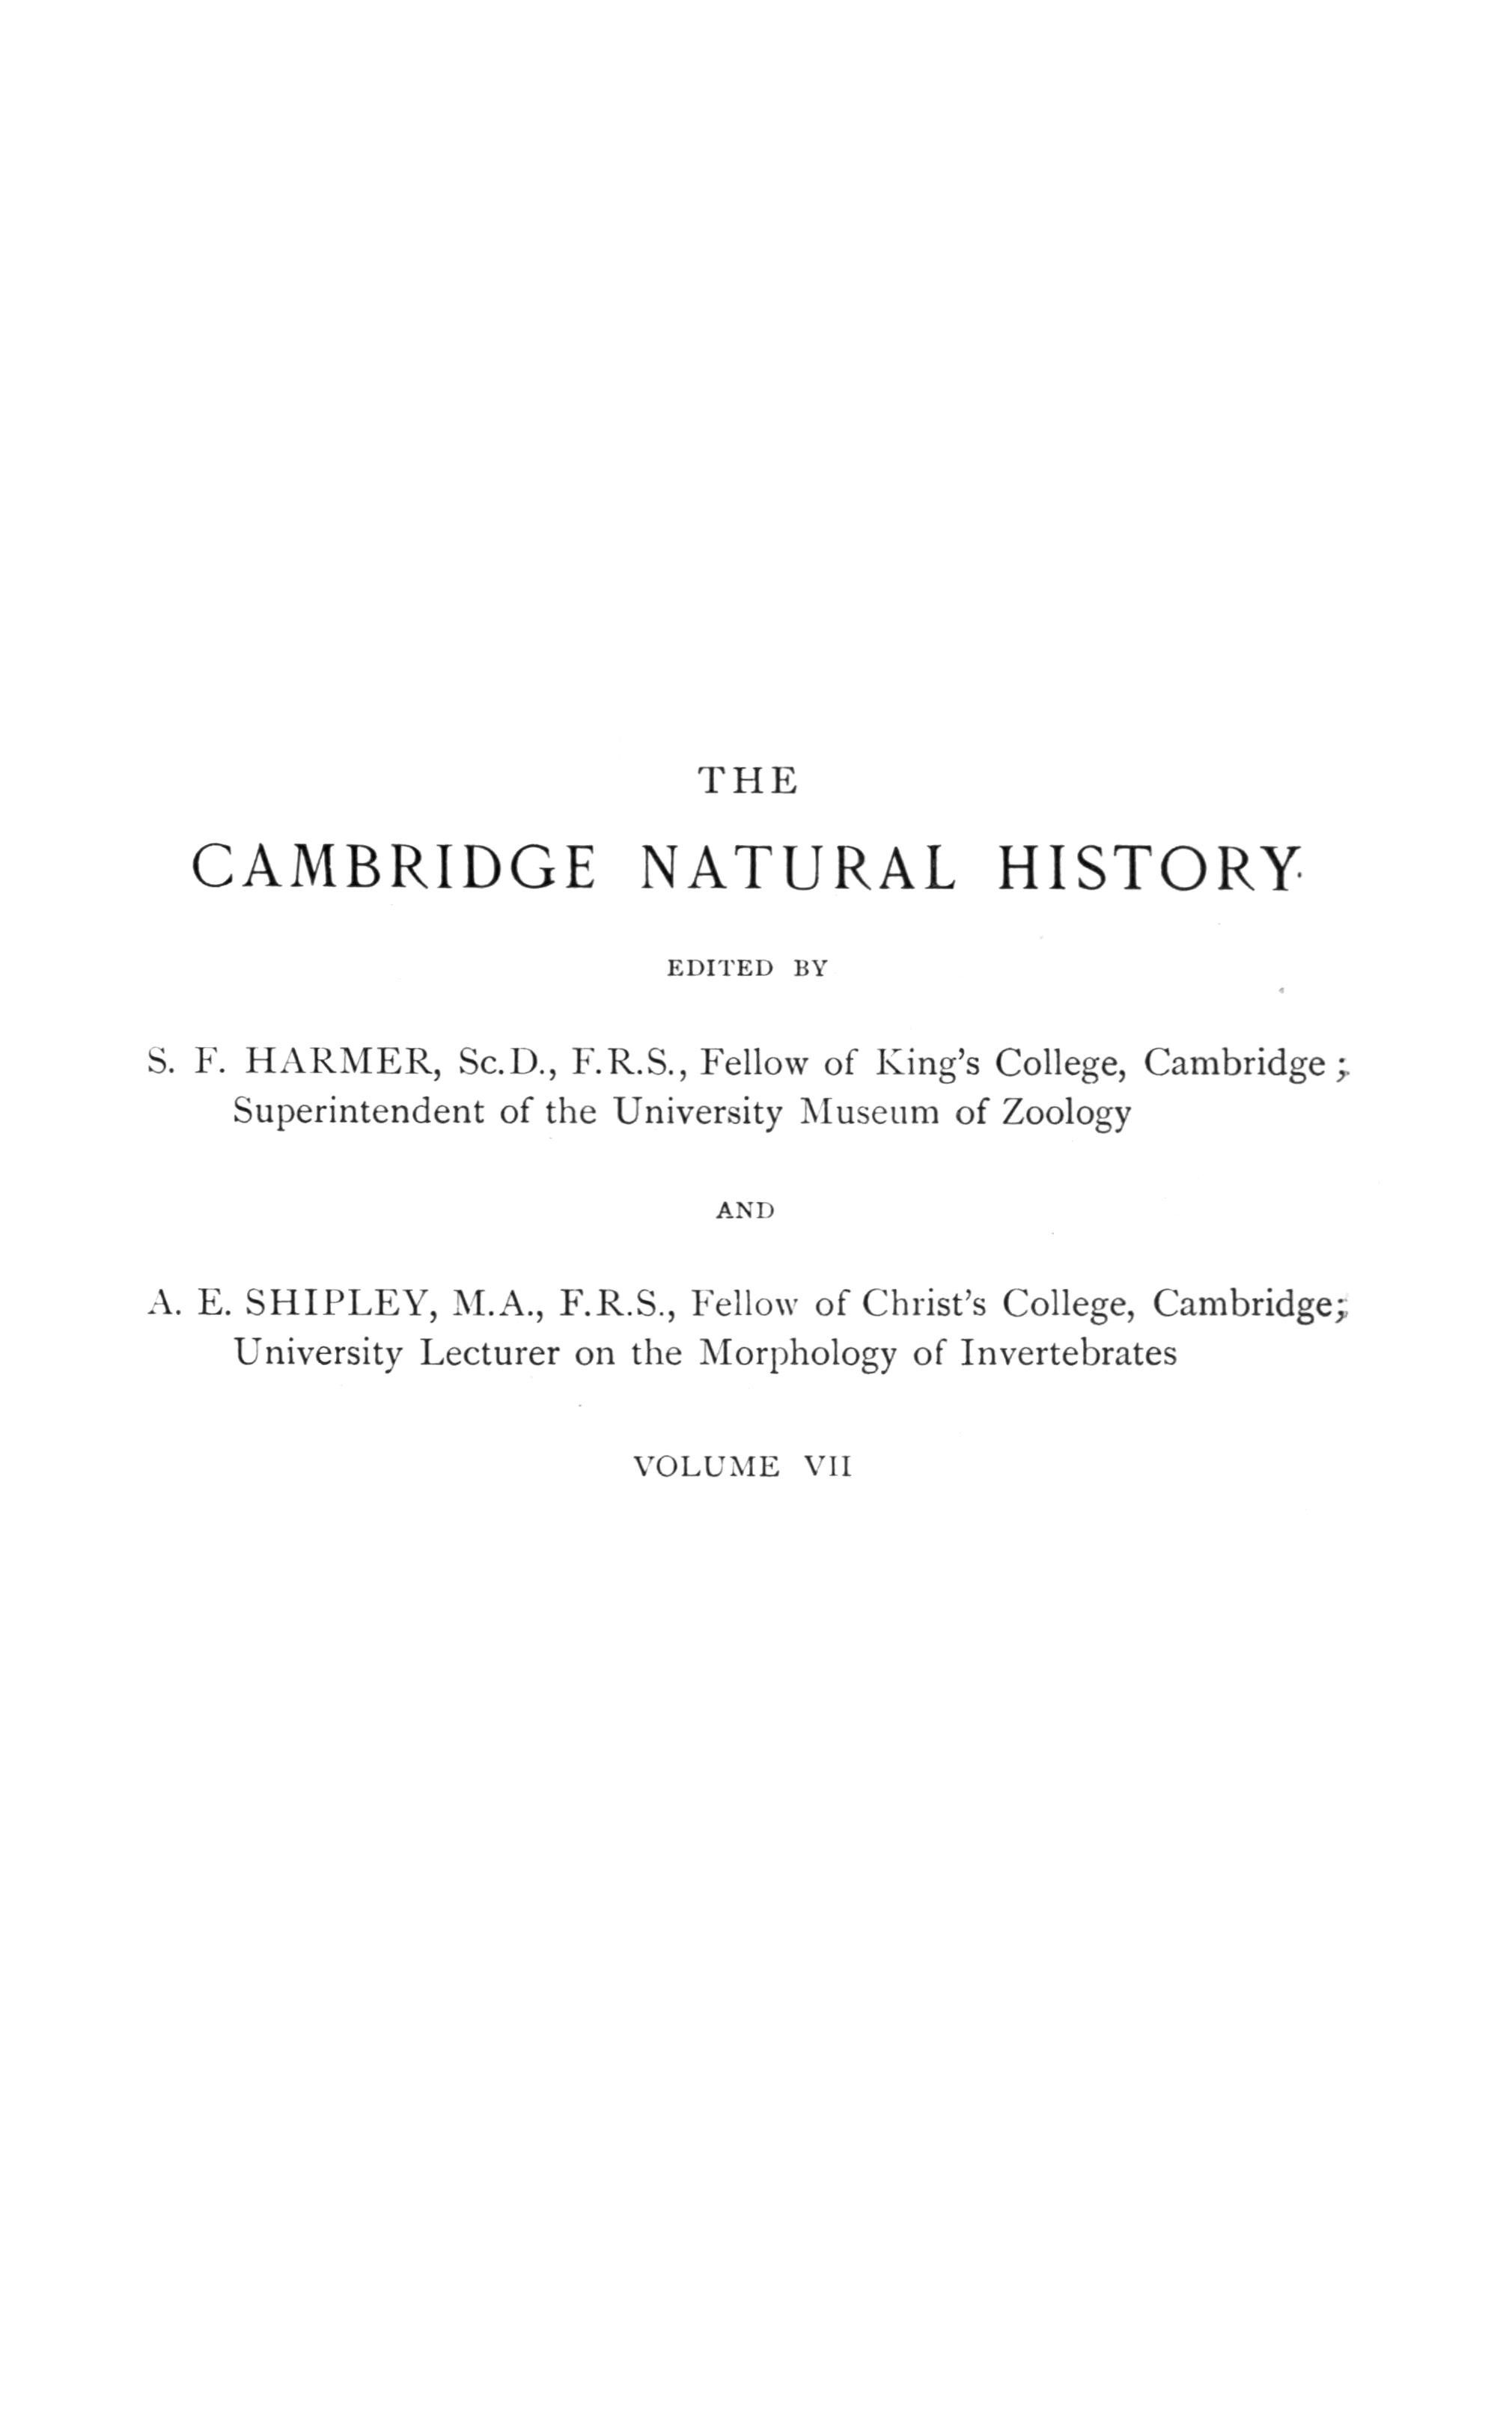 THE
CAMBRIDGE NATURAL HISTORY
EDITED BY
S. F. HARMER, Sc.D., F.R.S., Fellow of King's College, Cambridge;
Superintendent of the University Museum of Zoology
AND
A. E. SHIPLEY, M.A., F.R.S., Fellow of Christ's College, Cambridge;
University Lecturer on the Morphology of Invertebrates
VOLUME VII